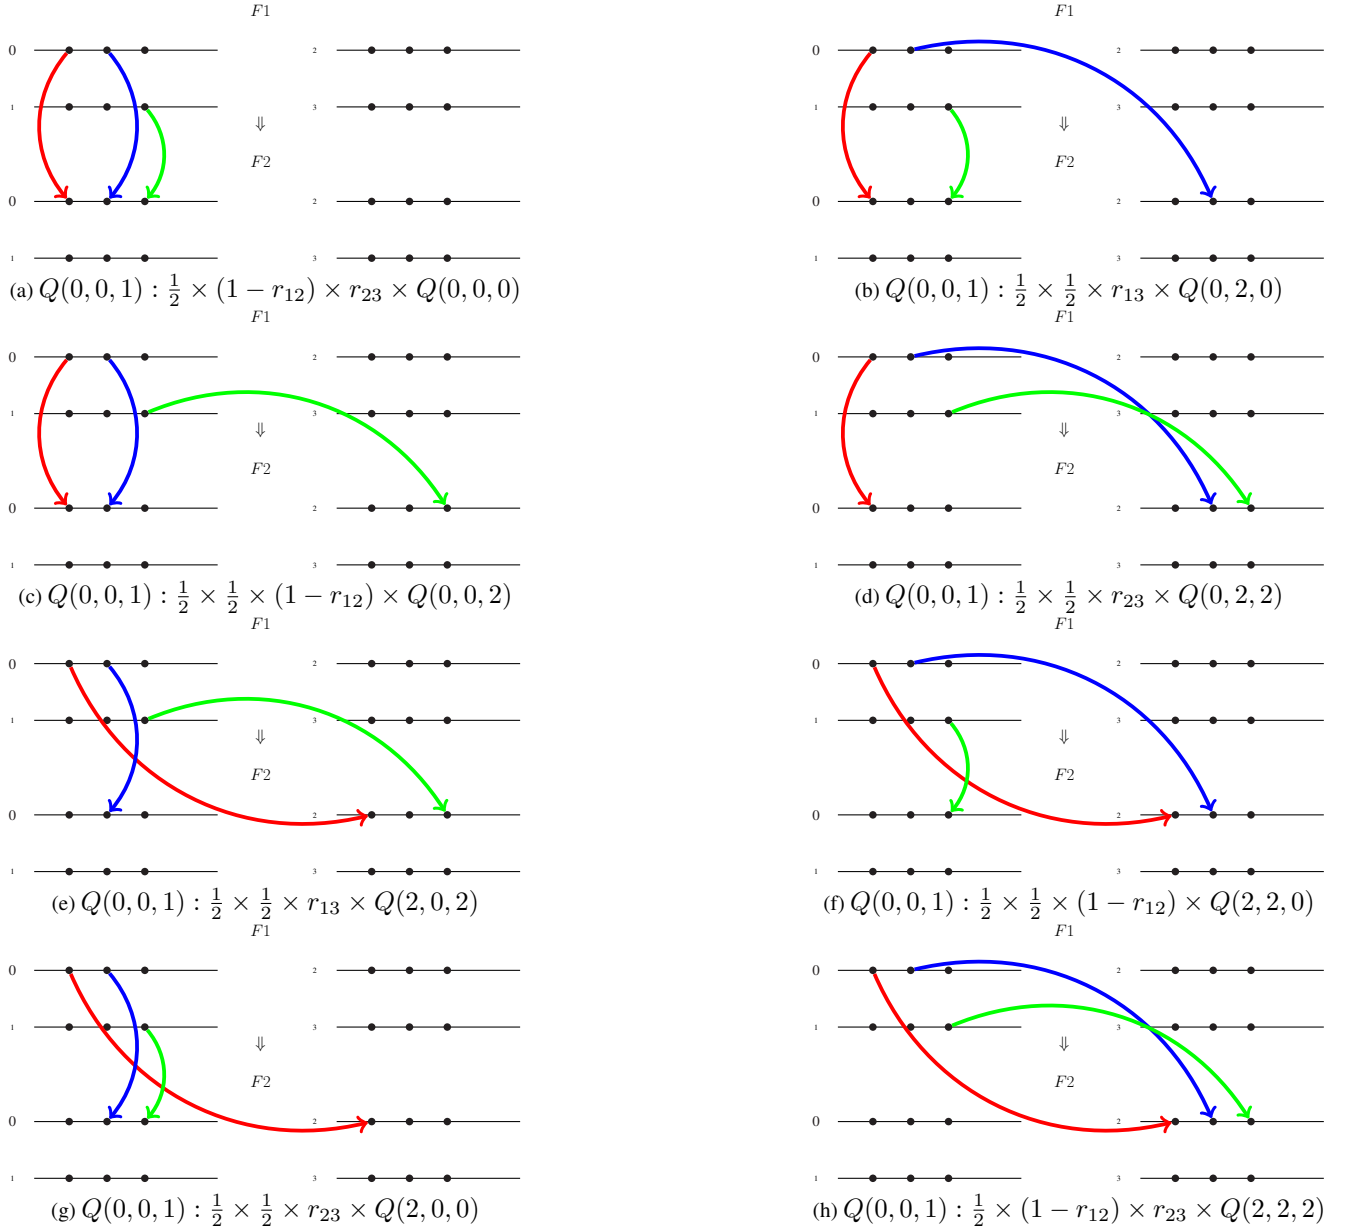 F1 F1
0 2 0 2
1 3 1 3
⇓ ⇓
F2 F2
0 2 0 2
1 3 1 3
(a) Q(0, 0, 1) : 1/2 × (1 − r12) × r23 × Q(0, 0, 0) (b) Q(0, 0, 1) : 1/2 × 1/2 × r13 × Q(0, 2, 0)
F1 F1
0 2 0 2
1 3 1 3
⇓ ⇓
F2 F2
0 2 0 2
1 3 1 3
(c) Q(0, 0, 1) : 1/2 × 1/2 × (1 − r12) × Q(0, 0, 2) (d) Q(0, 0, 1) : 1/2 × 1/2 × r23 × Q(0, 2, 2)
F1 F1
0 2 0 2
1 3 1 3
⇓ ⇓
F2 F2
0 2 0 2
1 3 1 3
(e) Q(0, 0, 1) : 1/2 × 1/2 × r13 × Q(2, 0, 2) (f) Q(0, 0, 1) : 1/2 × 1/2 × (1 − r12) × Q(2, 2, 0)
F1 F1
0 2 0 2
1 3 1 3
⇓ ⇓
F2 F2
0 2 0 2
1 3 1 3
(g) Q(0, 0, 1) : 1/2 × 1/2 × r23 × Q(2, 0, 0) (h) Q(0, 0, 1) : 1/2 × (1 − r12) × r23 × Q(2, 2, 2)